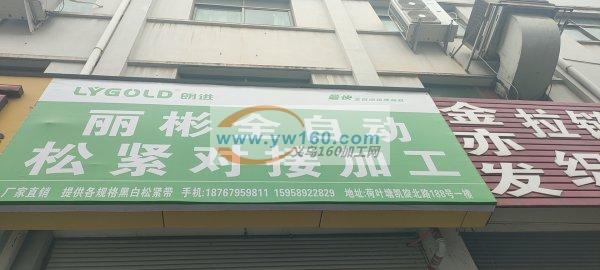 LYGOLD 朗进
丽彬全自动
松紧对接加工
厂家直销 提供各规格黑白松紧带 手机:18767959811 15958922829 地址:荷叶塘凯旋北路188号一楼
www.yw160.com
义乌160加工网
金 拉链
亦
发 织